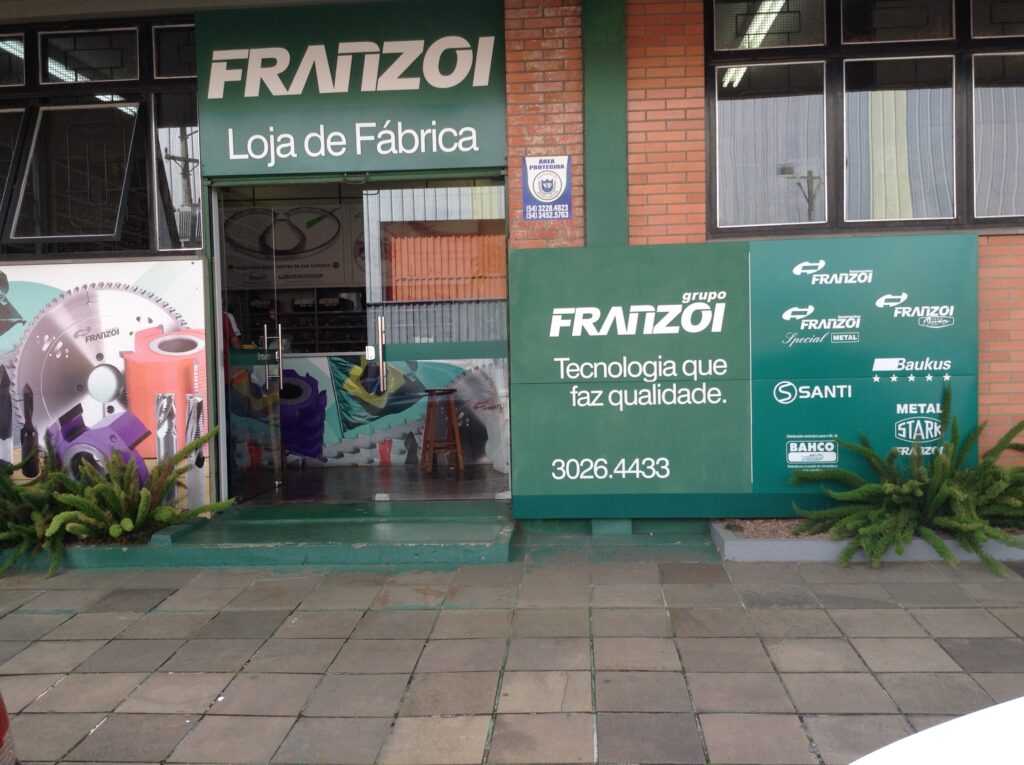 FRANZOI
Loja de Fábrica
ÁREA
PROTEGIDA
(54) 3228.4823
(54) 3452.5763
FRANZOI
grupo
FRANZOI
Tecnologia que
faz qualidade.
3026.4433
FRANZOI
FRANZOI
Special METAL
FRANZOI
Baukus
SANTI
METAL
STARK
FRANZOI
BAHCO